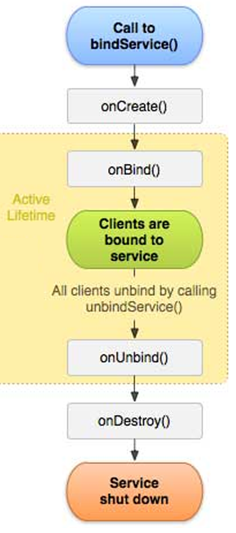 Call to
bindService()
onCreate()
onBind()
Active
Lifetime
Clients are
bound to
service
All clients unbind by calling
unbindService()
onUnbind()
onDestroy()
Service
shut down